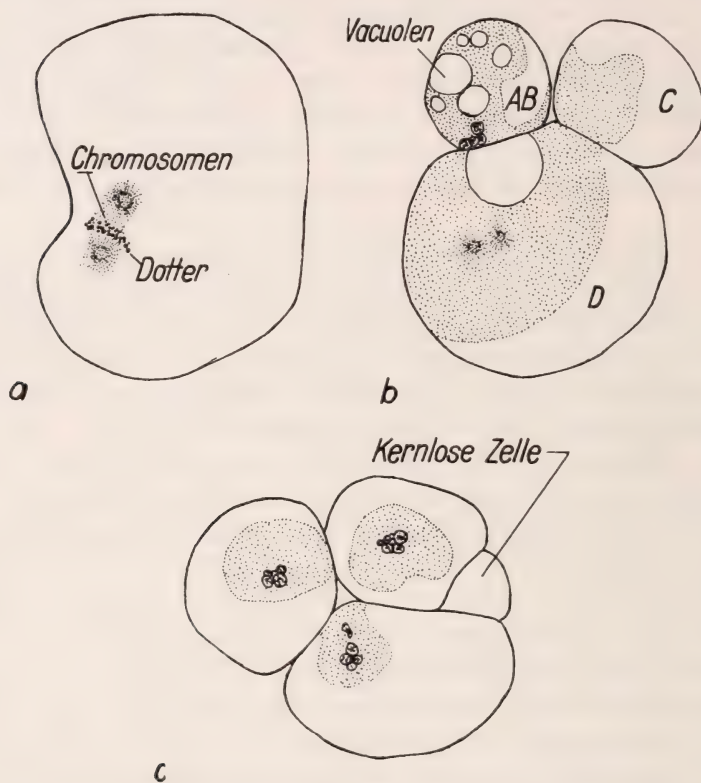 Chromosomen
Dotter
a
Vacuolen
AB
C
D
b
Kernlose Zelle
c